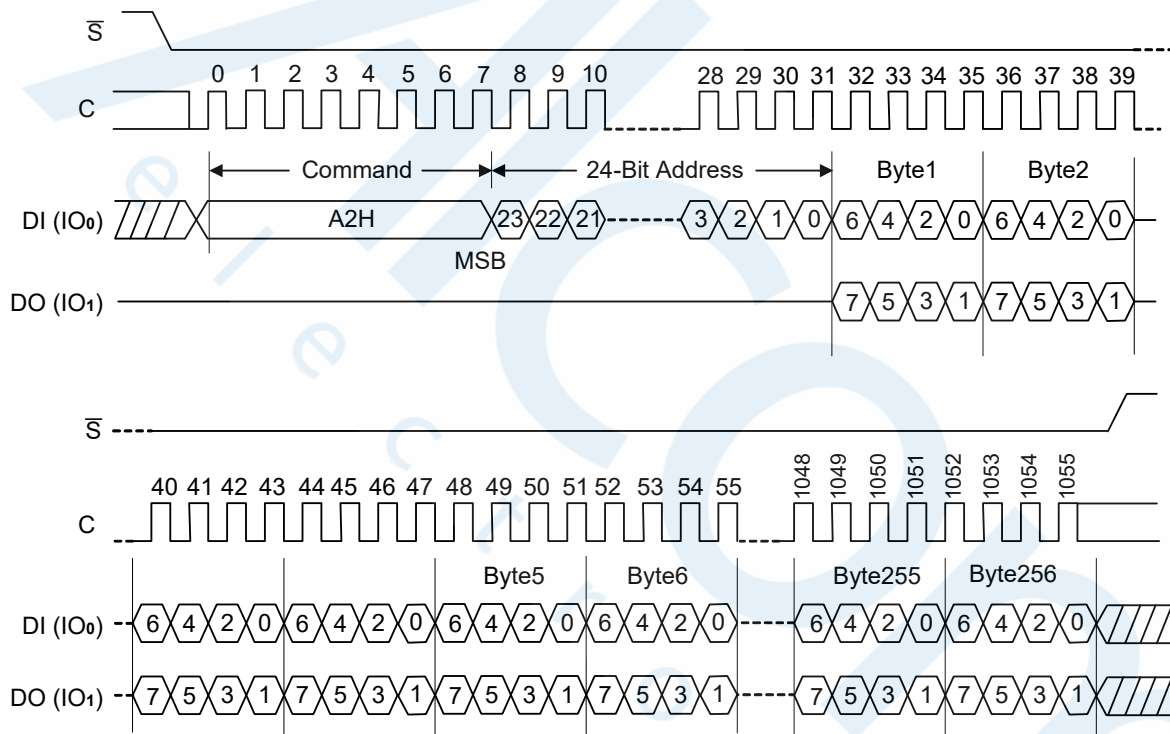 S
0 1 2 3 4 5 6 7 8 9 10 28 29 30 31 32 33 34 35 36 37 38 39
C
Command 24-Bit Address Byte1 Byte2
DI (IO0) A2H 23 22 21 3 2 1 0 6 4 2 0 6 4 2 0
MSB
DO (IO1) 7 5 3 1 7 5 3 1
S
40 41 42 43 44 45 46 47 48 49 50 51 52 53 54 55 1048 1049 1050 1051 1052 1053 1054 1055
C
Byte5 Byte6 Byte255 Byte256
DI (IO0) 6 4 2 0 6 4 2 0 6 4 2 0 6 4 2 0 6 4 2 0 6 4 2 0
DO (IO1) 7 5 3 1 7 5 3 1 7 5 3 1 7 5 3 1 7 5 3 1 7 5 3 1